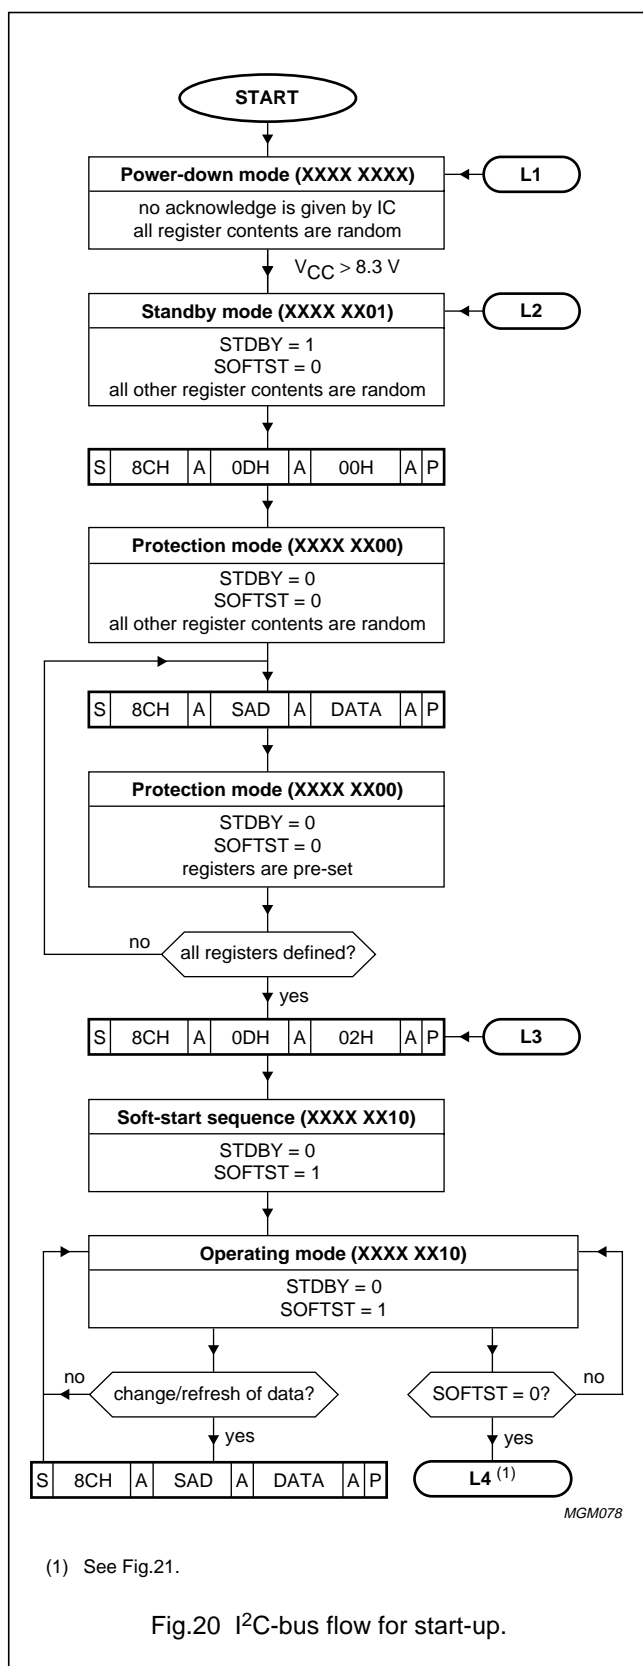 START
Power-down mode (XXXX XXXX)
L1
no acknowledge is given by IC
all register contents are random
VCC > 8.3 V
Standby mode (XXXX XX01)
L2
STDBY = 1
SOFTST = 0
all other register contents are random
S 8CH A 0DH A 00H A P
Protection mode (XXXX XX00)
STDBY = 0
SOFTST = 0
all other register contents are random
S 8CH A SAD A DATA A P
Protection mode (XXXX XX00)
STDBY = 0
SOFTST = 0
registers are pre-set
no
all registers defined?
yes
S 8CH A 0DH A 02H A P
L3
Soft-start sequence (XXXX XX10)
STDBY = 0
SOFTST = 1
Operating mode (XXXX XX10)
STDBY = 0
SOFTST = 1
no
change/refresh of data?
SOFTST = 0?
no
yes
yes
S 8CH A SAD A DATA A P
L4 (1)
MGM078
(1) See Fig.21.
Fig.20 I²C-bus flow for start-up.